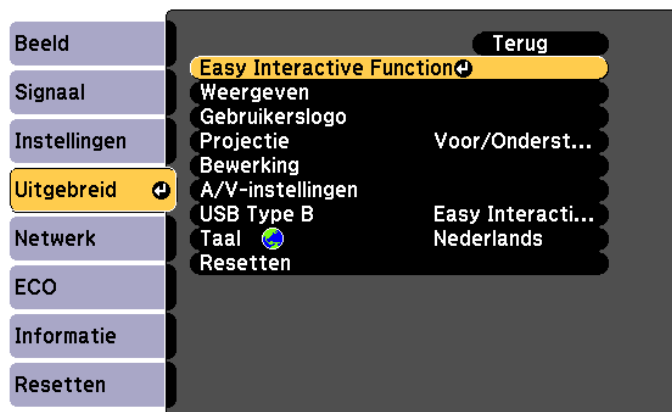 Beeld
Signaal
Instellingen
Uitgebreid
Netwerk
ECO
Informatie
Resetten
Terug
Easy Interactive Function
Weergeven
Gebruikerslogo
Projectie Voor/Onderst...
Bewerking
A/V-instellingen
USB Type B Easy Interacti...
Taal Nederlands
Resetten